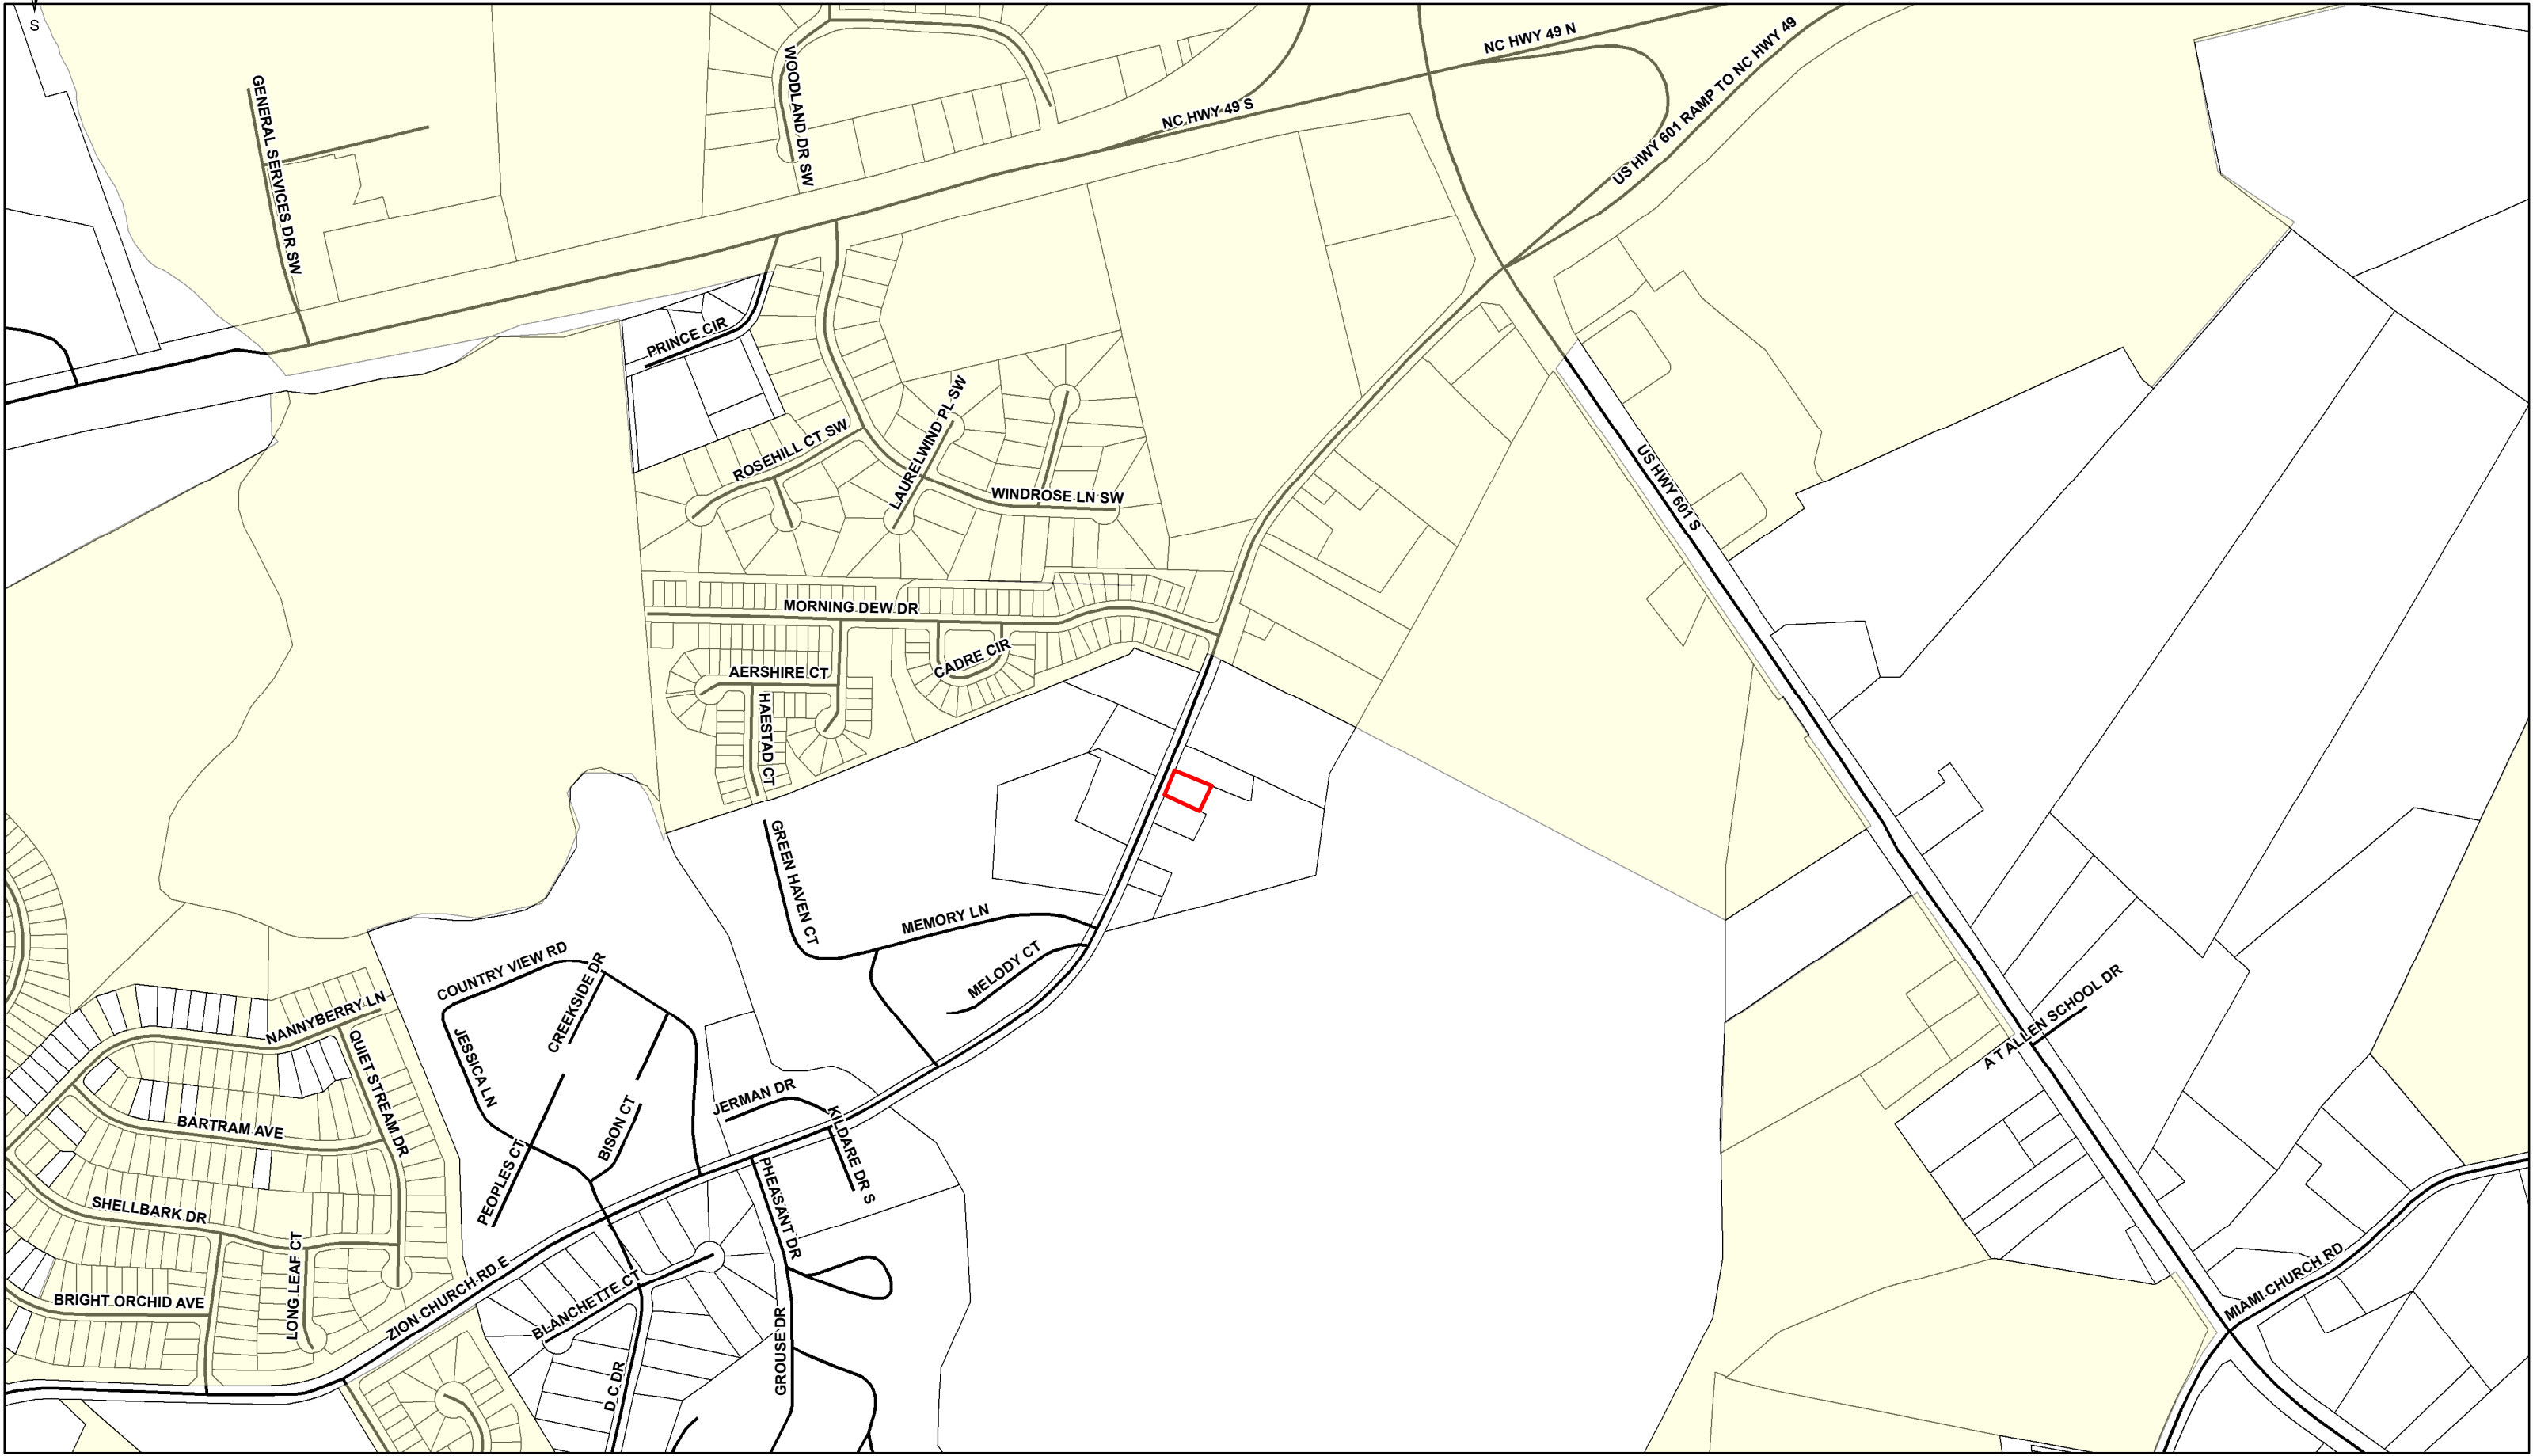 S
NC HWY 49 N
US HWY 601 RAMP TO NC HWY 49
WOODLAND DR SW
GENERAL SERVICES DR SW
NC HWY 49 S
PRINCE CIR
LAURELWIND PL SW
ROSEHILL CT SW
WINDROSE LN SW
US HWY 601 S
MORNING DEW DR
CADRE CIR
AERSHIRE CT
HAESTAD CT
GREEN HAVEN CT
MEMORY LN
MELODY CT
COUNTRY VIEW RD
CREEKSIDE DR
A T ALLEN SCHOOL DR
NANNYBERRY LN
JESSICA LN
QUIET STREAM DR
JERMAN DR
KILDARE DR S
BISON CT
BARTRAM AVE
PEOPLES CT
PHEASANT DR
SHELLBARK DR
LONG LEAF CT
ZION CHURCH RD E
MIAMI CHURCH RD
BRIGHT ORCHID AVE
BLANCHETTE CT
GROUSE DR
D C DR